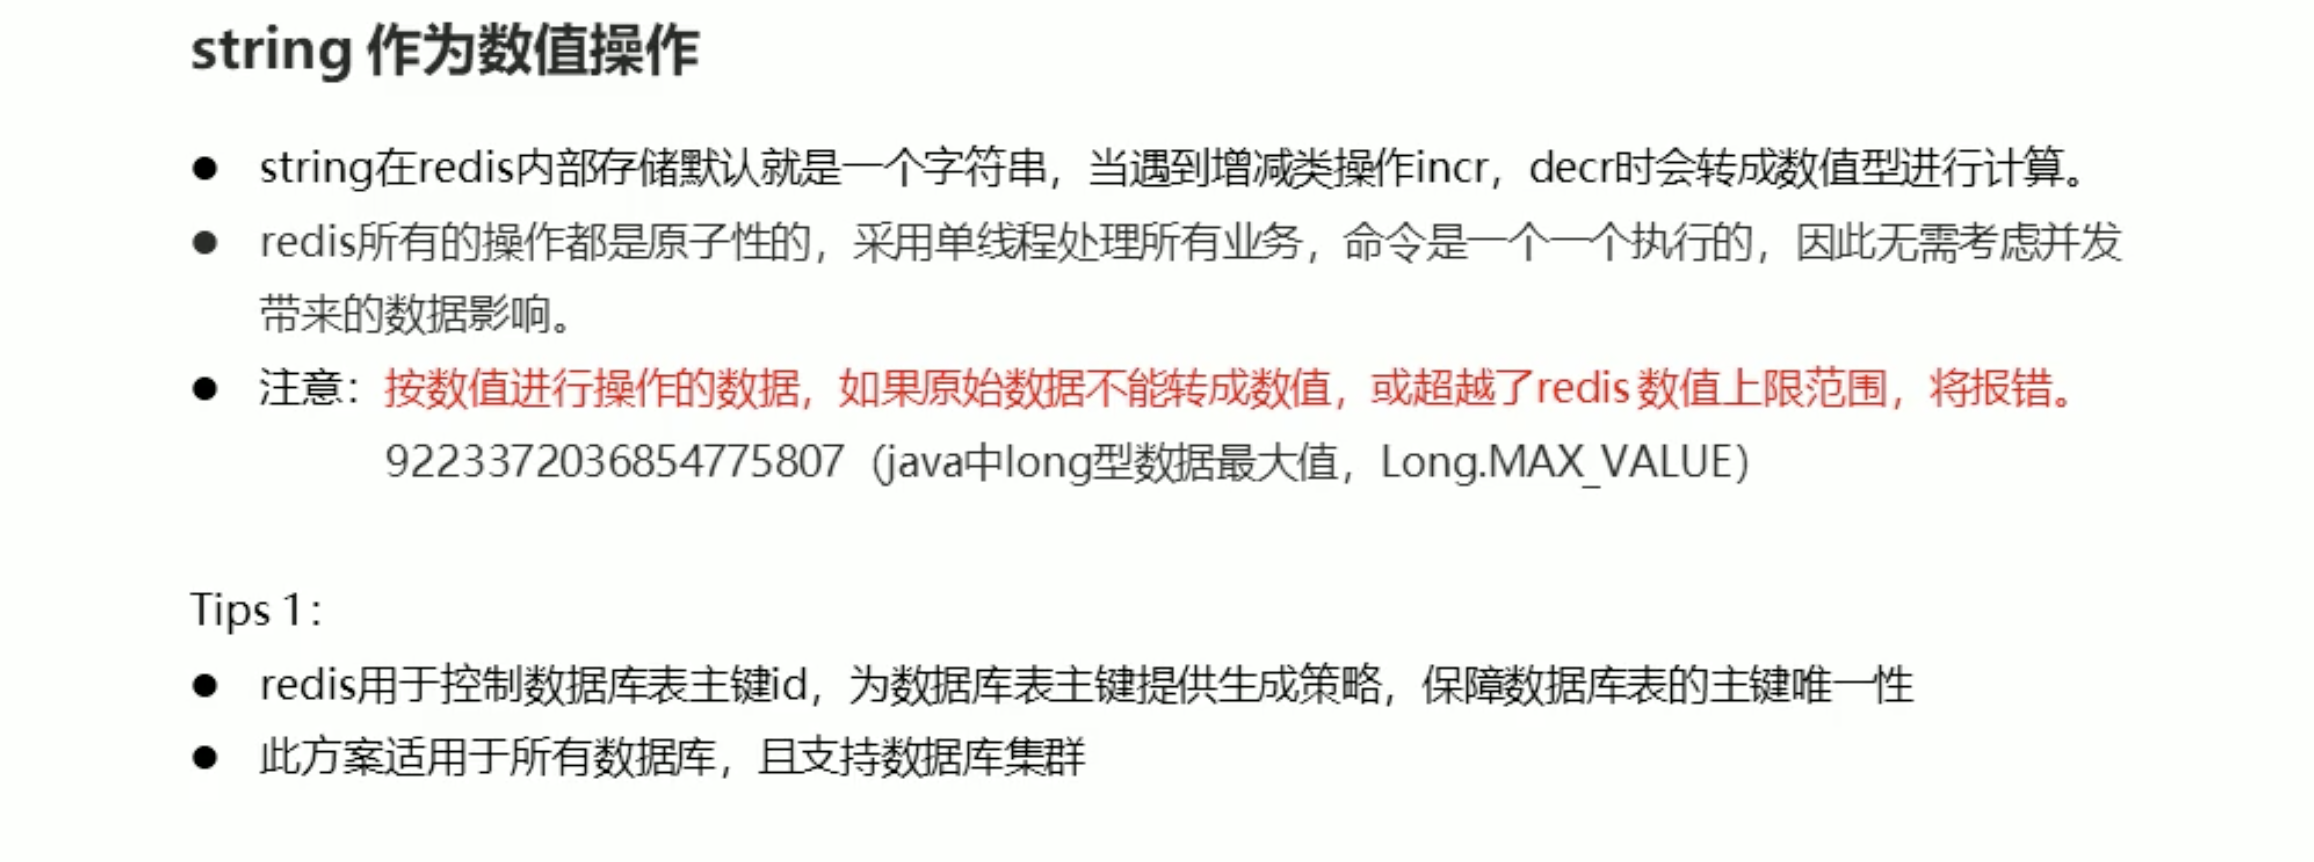 string 作为数值操作
● string在redis内部存储默认就是一个字符串，当遇到增减类操作incr，decr时会转成数值型进行计算。
● redis所有的操作都是原子性的，采用单线程处理所有业务，命令是一个一个执行的，因此无需考虑并发
带来的数据影响。
● 注意：按数值进行操作的数据，如果原始数据不能转成数值，或超越了redis 数值上限范围，将报错。
9223372036854775807（java中long型数据最大值，Long.MAX_VALUE）
Tips 1：
● redis用于控制数据库表主键id，为数据库表主键提供生成策略，保障数据库表的主键唯一性
● 此方案适用于所有数据库，且支持数据库集群